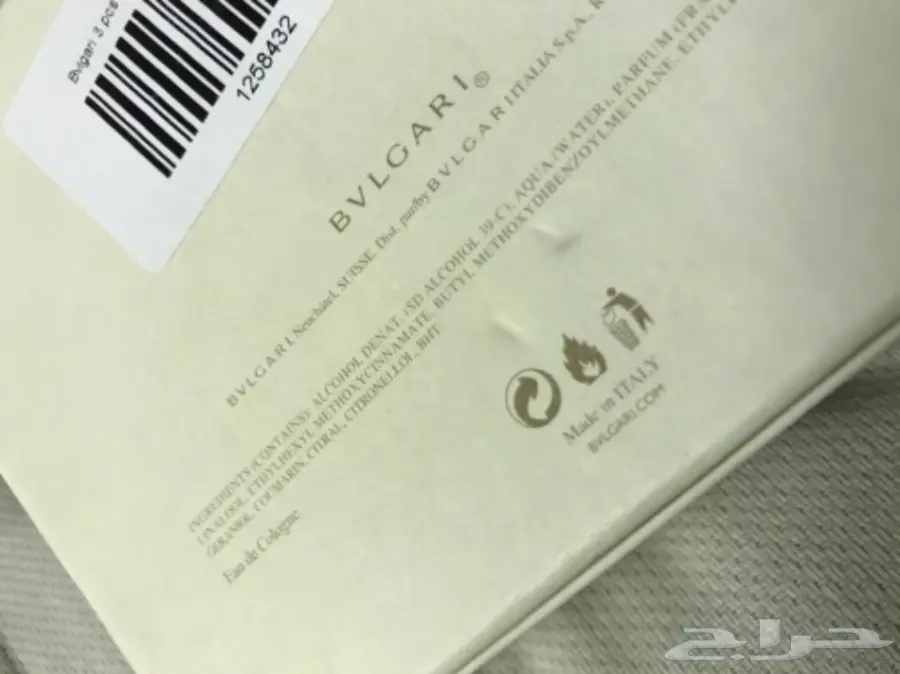 Bvlgari 3 pcs
1258432
BVLGARI®
BVLGARI Neuchâtel, SUISSE. Dist. par/by BVLGARI ITALIA S.p.A.,
INGREDIENTS (CONTAINS): ALCOHOL DENAT. (SD ALCOHOL 39-C), AQUA (WATER), PARFUM
LINALOOL, ETHYLHEXYL METHOXYCINNAMATE, BUTYL METHOXYDIBENZOYLMETHANE,
GERANIOL, COUMARIN, CITRAL, CITRONELLOL, BHT
Eau de Cologne
Made in ITALY
BVLGARI.COM
حراج